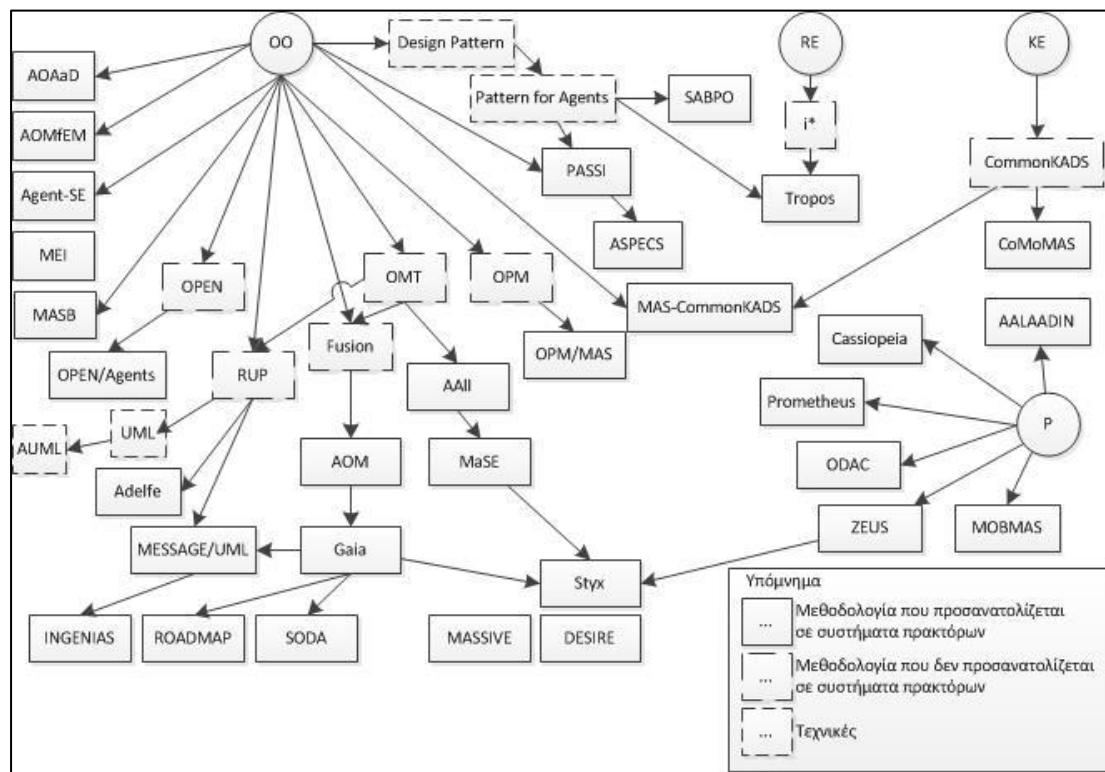 OO
Design Pattern
RE
KE
AOAaD
Pattern for Agents
SABPO
i*
AOMfEM
PASSI
CommonKADS
Agent-SE
Tropos
ASPECS
CoMoMAS
MEI
OPEN
OMT
OPM
MASB
MAS-CommonKADS
AALAADIN
Fusion
Cassiopeia
OPEN/Agents
RUP
OPM/MAS
AAII
Prometheus
P
UML
AUML
AOM
MaSE
ODAC
Adelfe
ZEUS
MOBMAS
MESSAGE/UML
Gaia
Styx
INGENIAS
ROADMAP
SODA
MASSIVE
DESIRE
Υπόμνημα
...
Μεθοδολογία που προσανατολίζεται
σε συστήματα πρακτόρων
...
Μεθοδολογία που δεν προσανατολίζεται
σε συστήματα πρακτόρων
...
Τεχνικές